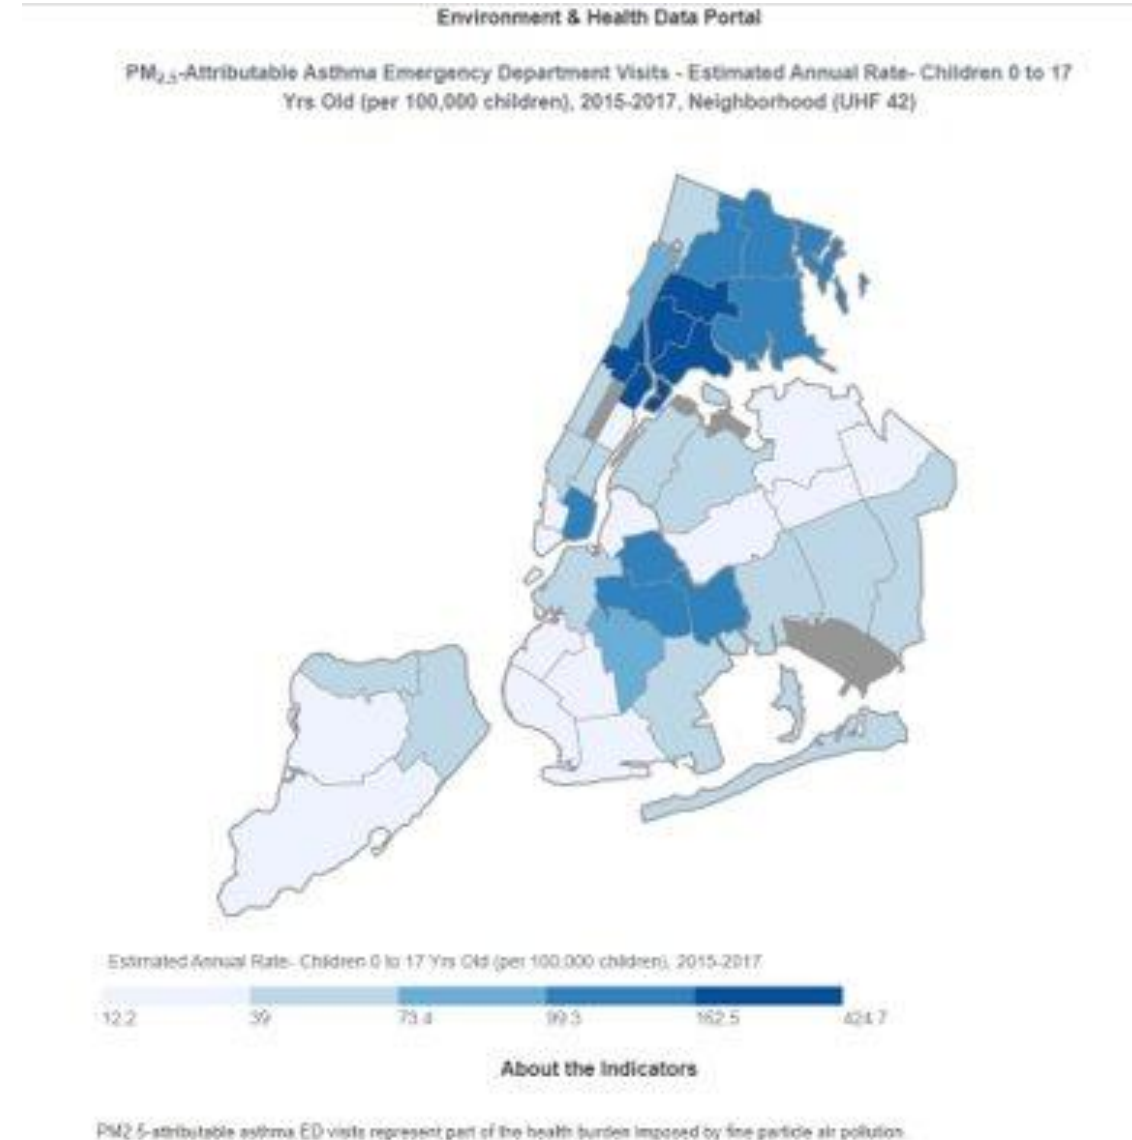 Environment & Health Data Portal
PM2.5-Attributable Asthma Emergency Department Visits - Estimated Annual Rate- Children 0 to 17
Yrs Old (per 100,000 children), 2015-2017, Neighborhood (UHF 42)
Estimated Annual Rate- Children 0 to 17 Yrs Old (per 100,000 children), 2015-2017
12.2 39 73.4 99.3 162.5 424.7
About the Indicators
PM2.5-attributable asthma ED visits represent part of the health burden imposed by fine particle air pollution.